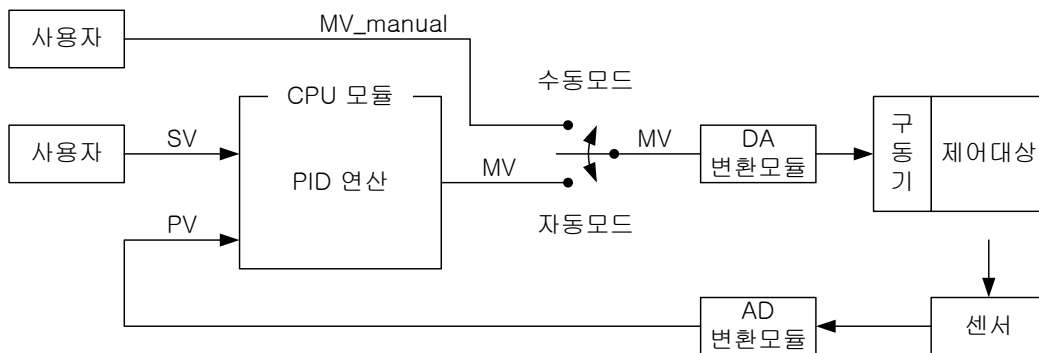 사용자
MV_manual
수동모드
CPU 모듈
사용자
SV
PID 연산
MV
MV
DA
변환모듈
구
동
기
제어대상
자동모드
PV
AD
변환모듈
센서